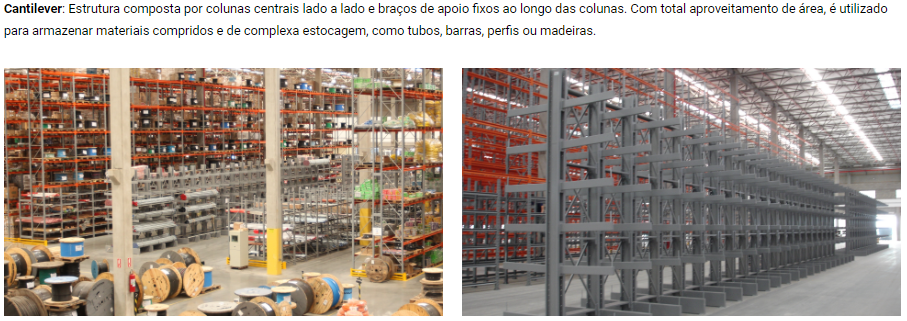 Cantilever: Estrutura composta por colunas centrais lado a lado e braços de apoio fixos ao longo das colunas. Com total aproveitamento de área, é utilizado
para armazenar materiais compridos e de complexa estocagem, como tubos, barras, perfis ou madeiras.